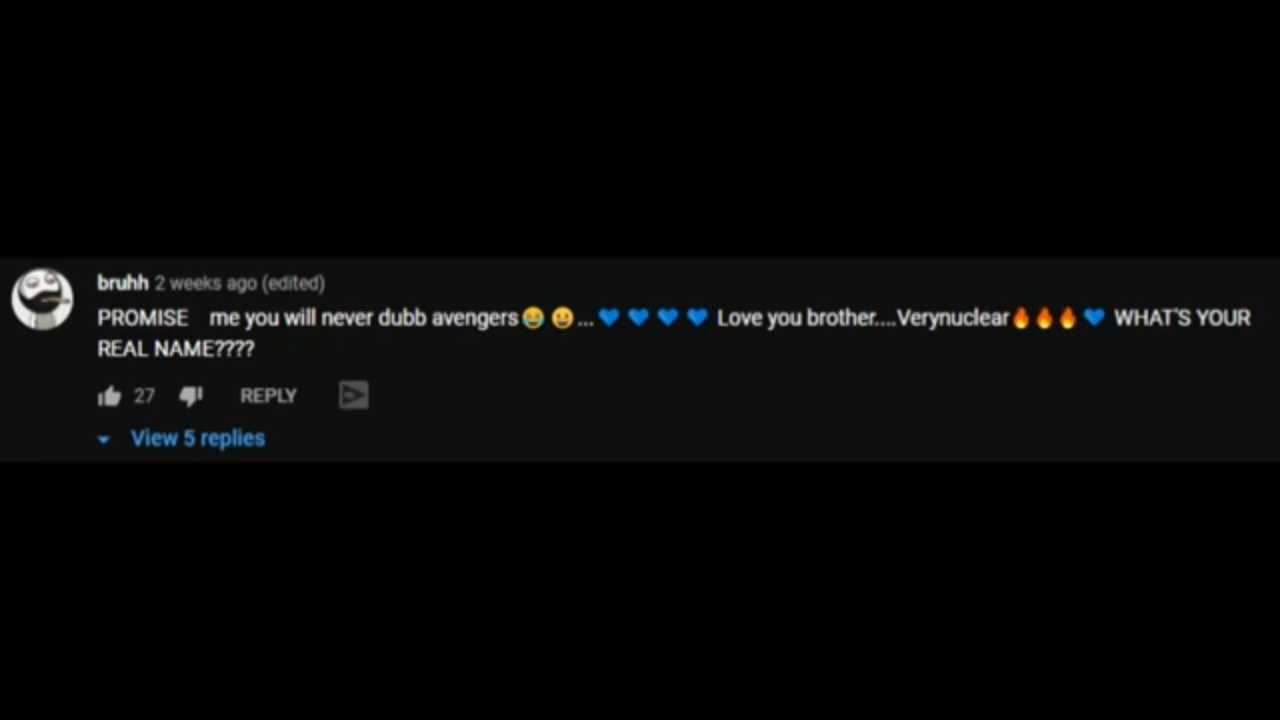 bruhh 2 weeks ago (edited)
PROMISE me you will never dubb avengers😂😀...💙💙💙💙 Love you brother....Verynuclear🔥🔥🔥💙 WHAT'S YOUR
REAL NAME????
27 REPLY
View 5 replies